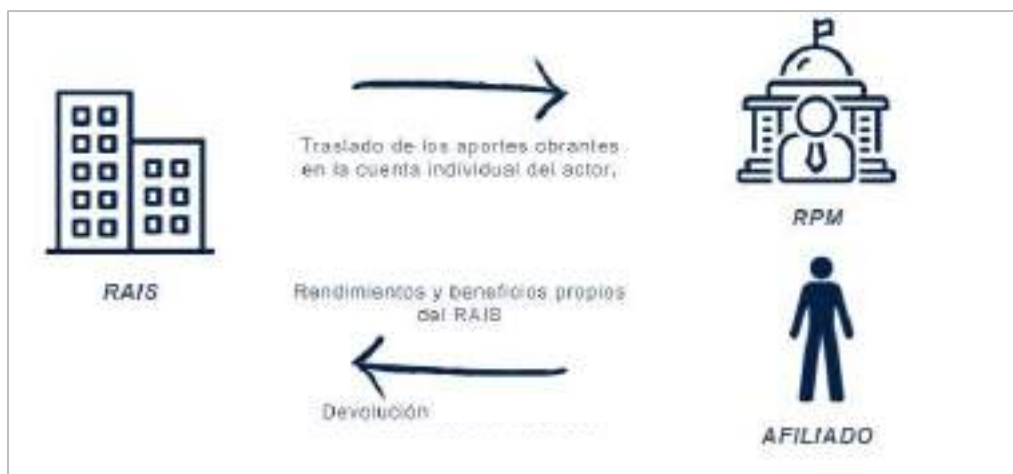 Traslado de los aportes obrantes
en la cuenta individual del actor.
RPM
RAIS
Rendimientos y beneficios propios
del RAIS
Devolución
AFILIADO